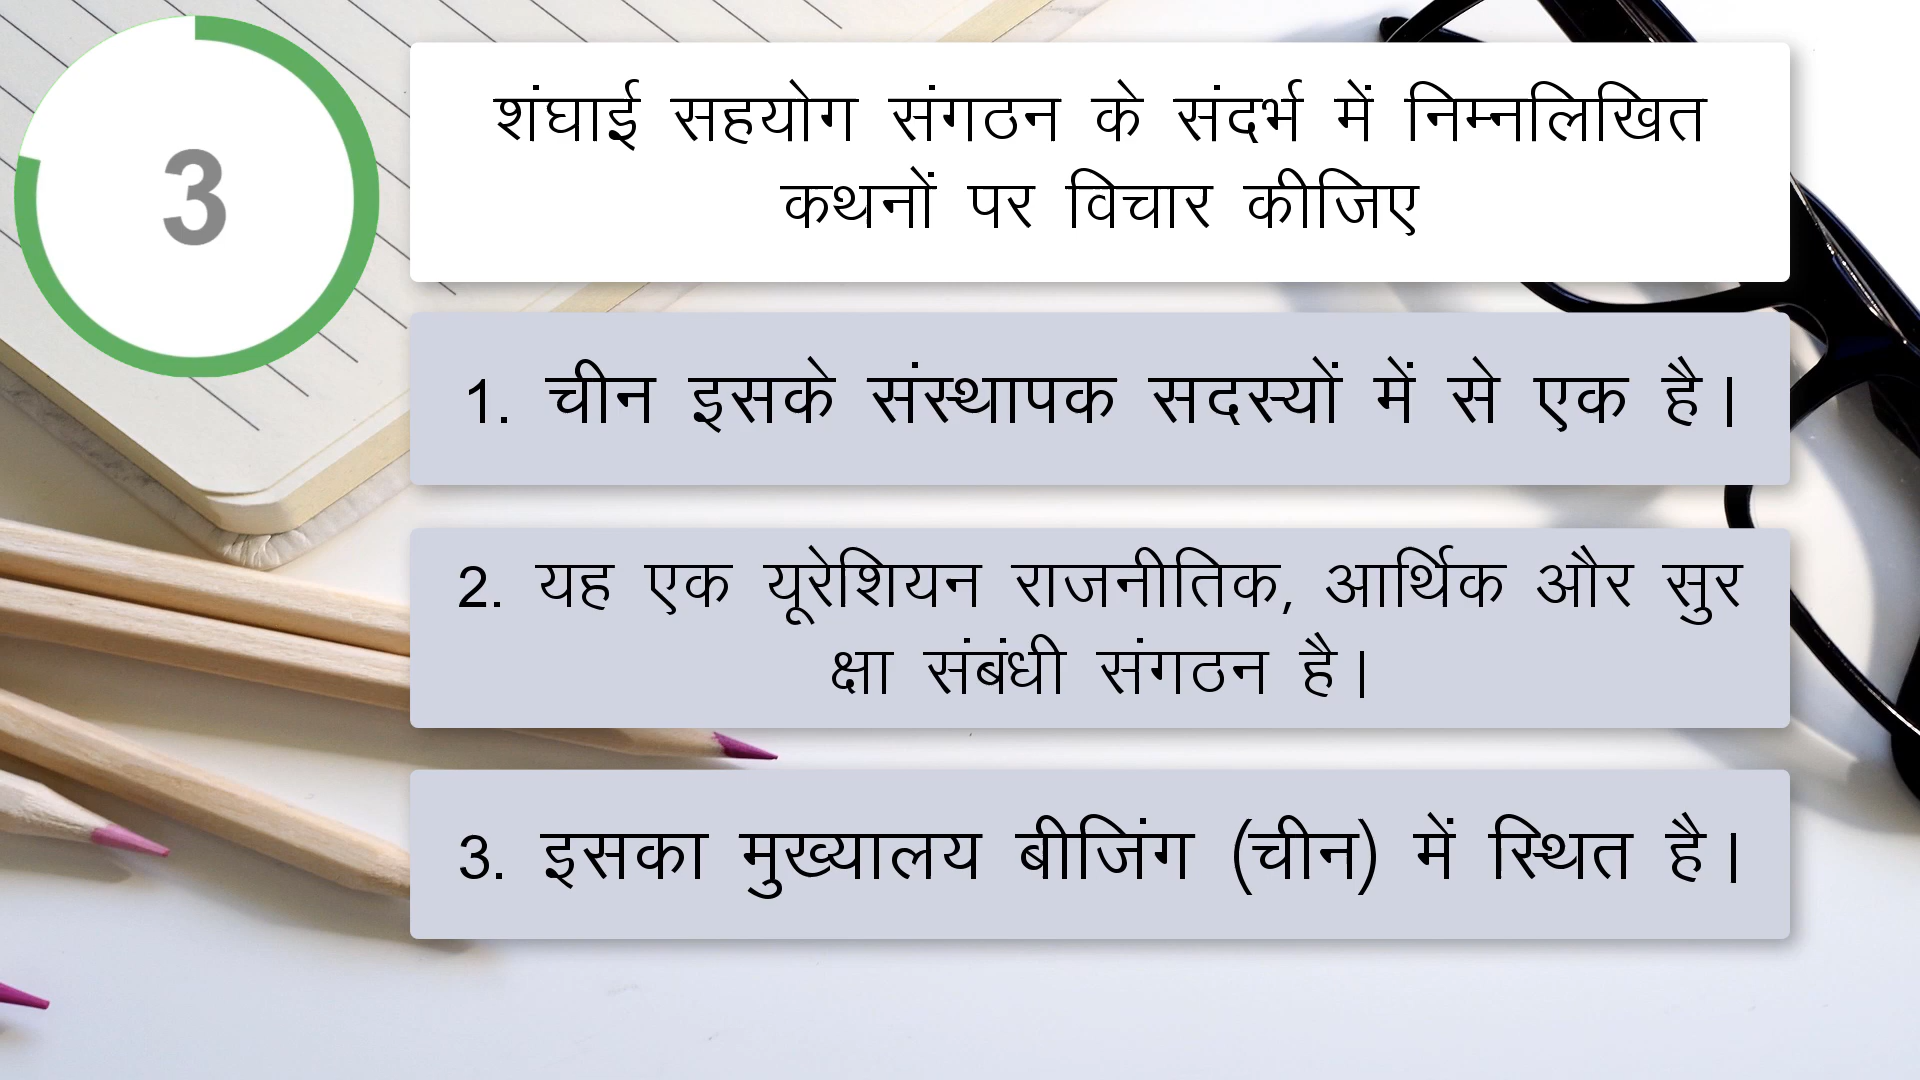 3
शंघाई सहयोग संगठन के संदर्भ में निम्नलिखित
कथनों पर विचार कीजिए
1. चीन इसके संस्थापक सदस्यों में से एक है।
2. यह एक यूरेशियन राजनीतिक, आर्थिक और सुर
क्षा संबंधी संगठन है।
3. इसका मुख्यालय बीजिंग (चीन) में स्थित है।